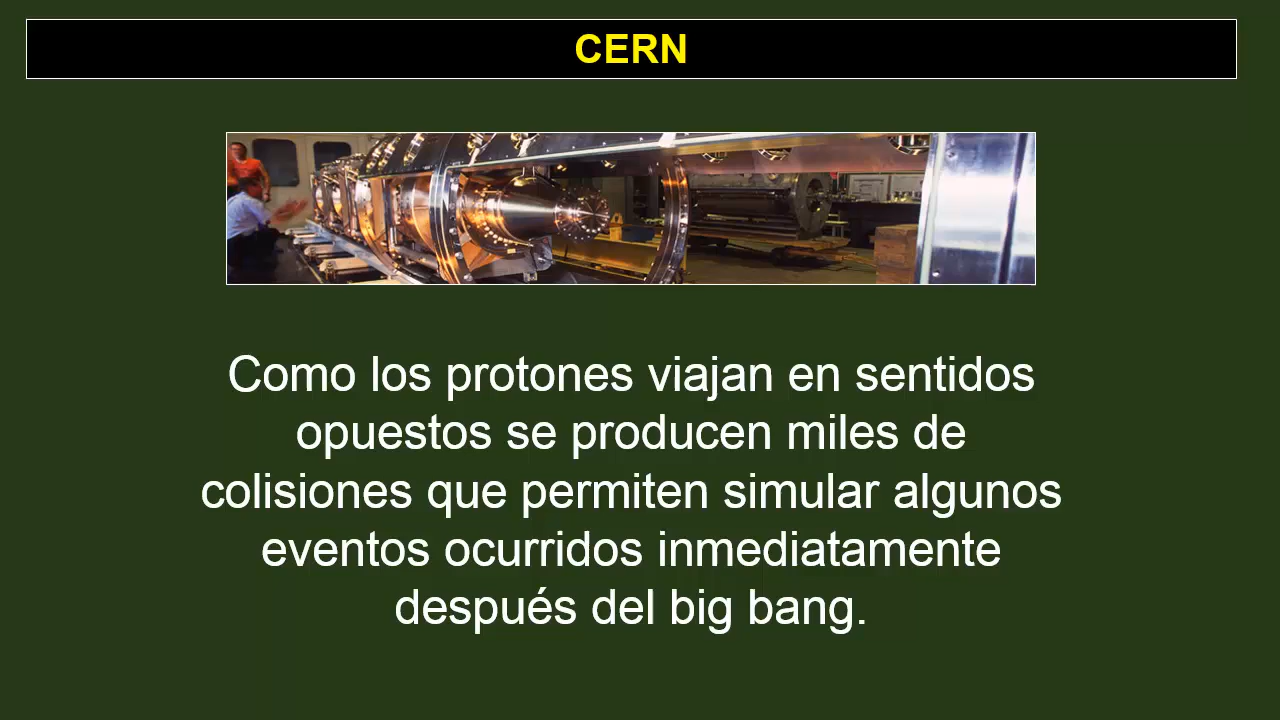 CERN
Como los protones viajan en sentidos
opuestos se producen miles de
colisiones que permiten simular algunos
eventos ocurridos inmediatamente
después del big bang.